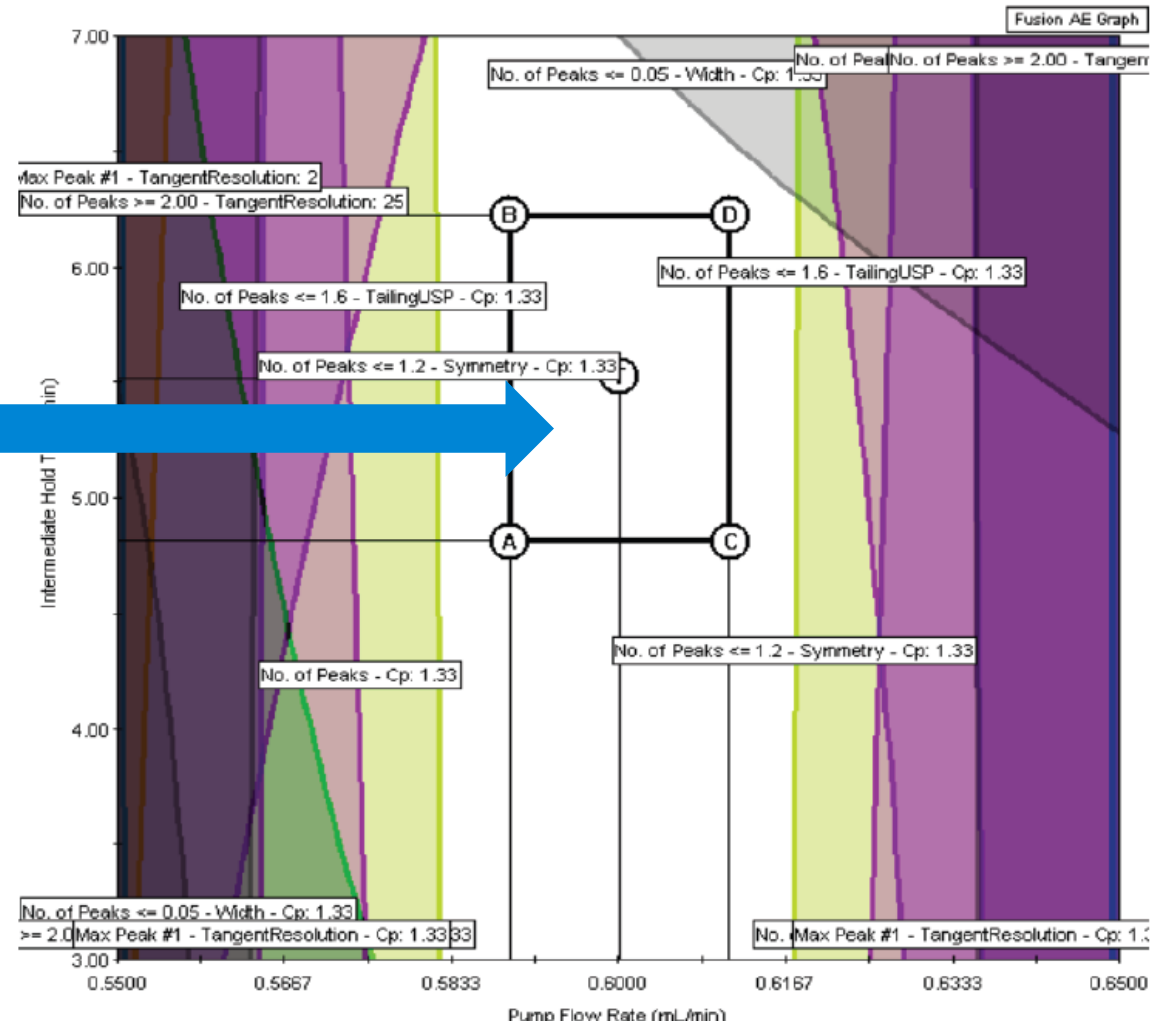 Fusion AE Graph
7.00
No. of Peaks <= 0.05 - Width - Cp: 1.33
No. of Peaks >= 2.00 - Tangen
Max Peak #1 - TangentResolution: 2
No. of Peaks >= 2.00 - TangentResolution: 25
B
D
6.00
No. of Peaks <= 1.6 - TailingUSP - Cp: 1.33
No. of Peaks <= 1.6 - TailingUSP - Cp: 1.33
No. of Peaks <= 1.2 - Symmetry - Cp: 1.33
Intermediate Hold T
in)
5.00
A
C
No. of Peaks <= 1.2 - Symmetry - Cp: 1.33
No. of Peaks - Cp: 1.33
4.00
No. of Peaks <= 0.05 - Width - Cp: 1.33
>= 2.0
Max Peak #1 - TangentResolution - Cp: 1.33
33
No.
Max Peak #1 - TangentResolution - Cp: 1.3
3.00
0.5500 0.5667 0.5833 0.6000 0.6167 0.6333 0.6500
Pump Flow Rate (mL/min)